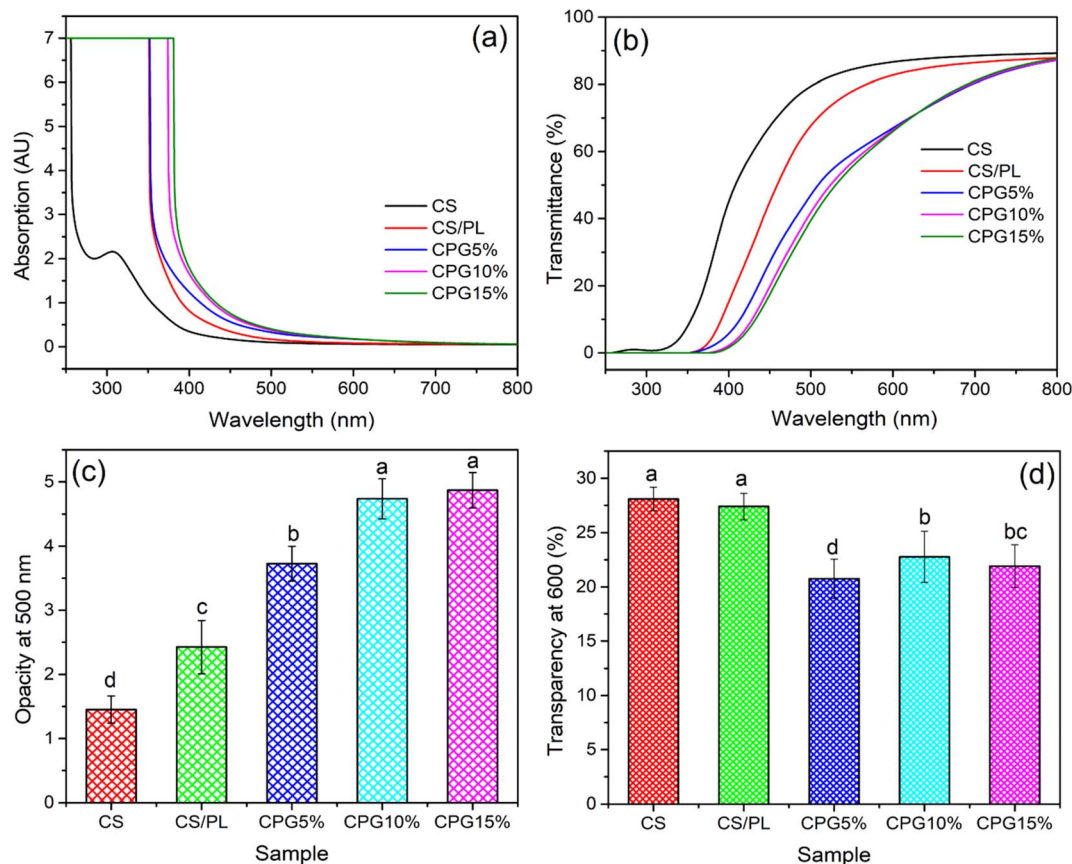 (a)
7
6
5
4
3
2
1
0
Absorption (AU)
CS
CS/PL
CPG5%
CPG10%
CPG15%
300 400 500 600 700 800
Wavelength (nm)
(b)
100
80
60
40
20
0
Transmittance (%)
CS
CS/PL
CPG5%
CPG10%
CPG15%
300 400 500 600 700 800
Wavelength (nm)
(c)
5
4
3
2
1
0
Opacity at 500 nm
d
c
b
a
a
CS CS/PL CPG5% CPG10% CPG15%
Sample
(d)
30
25
20
15
10
5
0
Transparency at 600 (%)
a
a
d
b
bc
CS CS/PL CPG5% CPG10% CPG15%
Sample